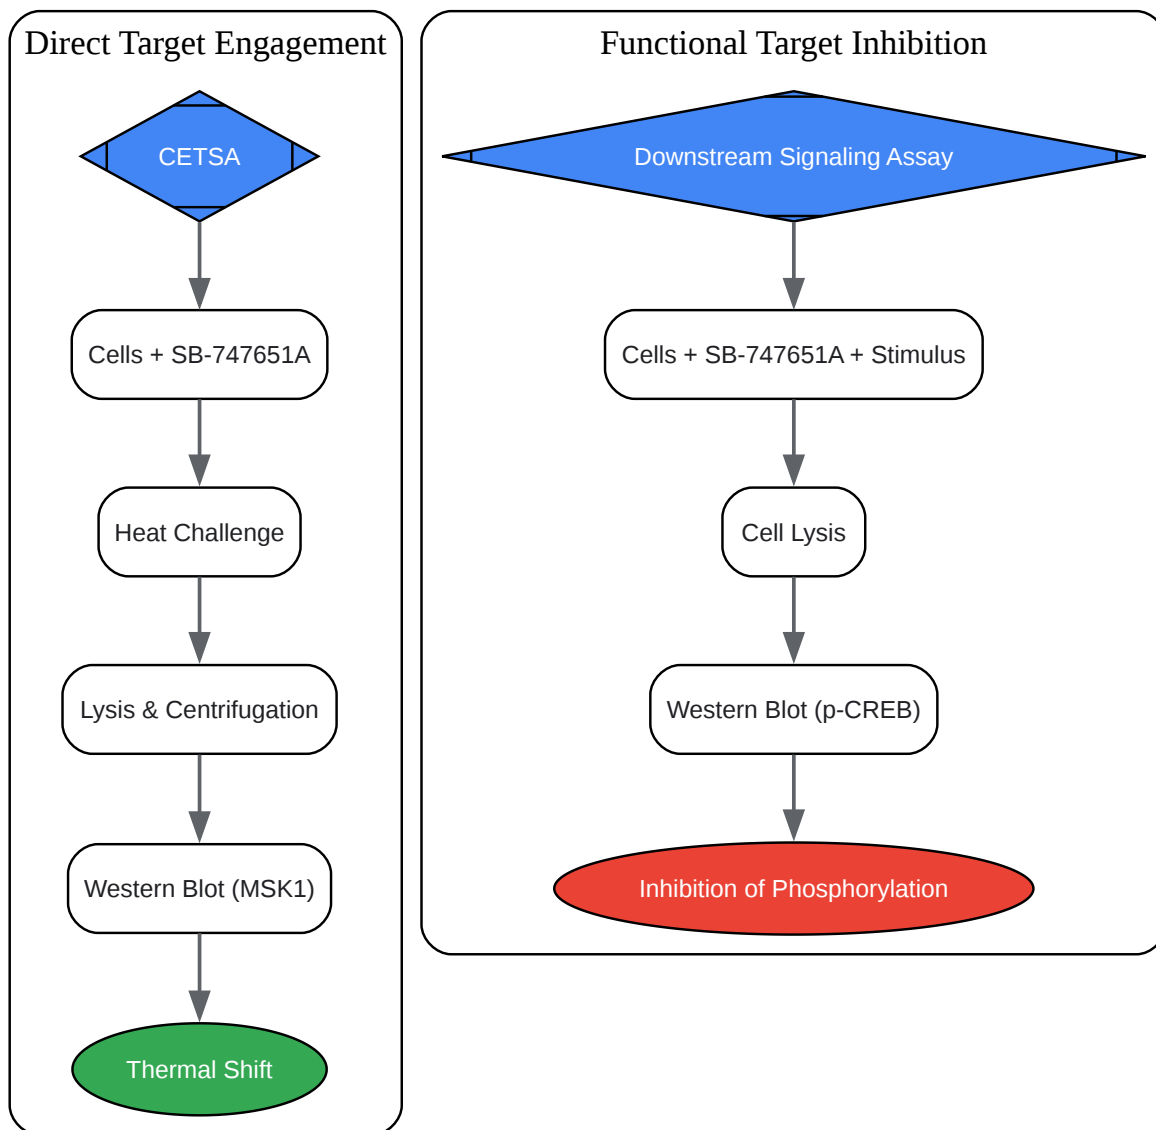 Direct Target Engagement
CETSA
Cells + SB-747651A
Heat Challenge
Lysis & Centrifugation
Western Blot (MSK1)
Thermal Shift
Functional Target Inhibition
Downstream Signaling Assay
Cells + SB-747651A + Stimulus
Cell Lysis
Western Blot (p-CREB)
Inhibition of Phosphorylation